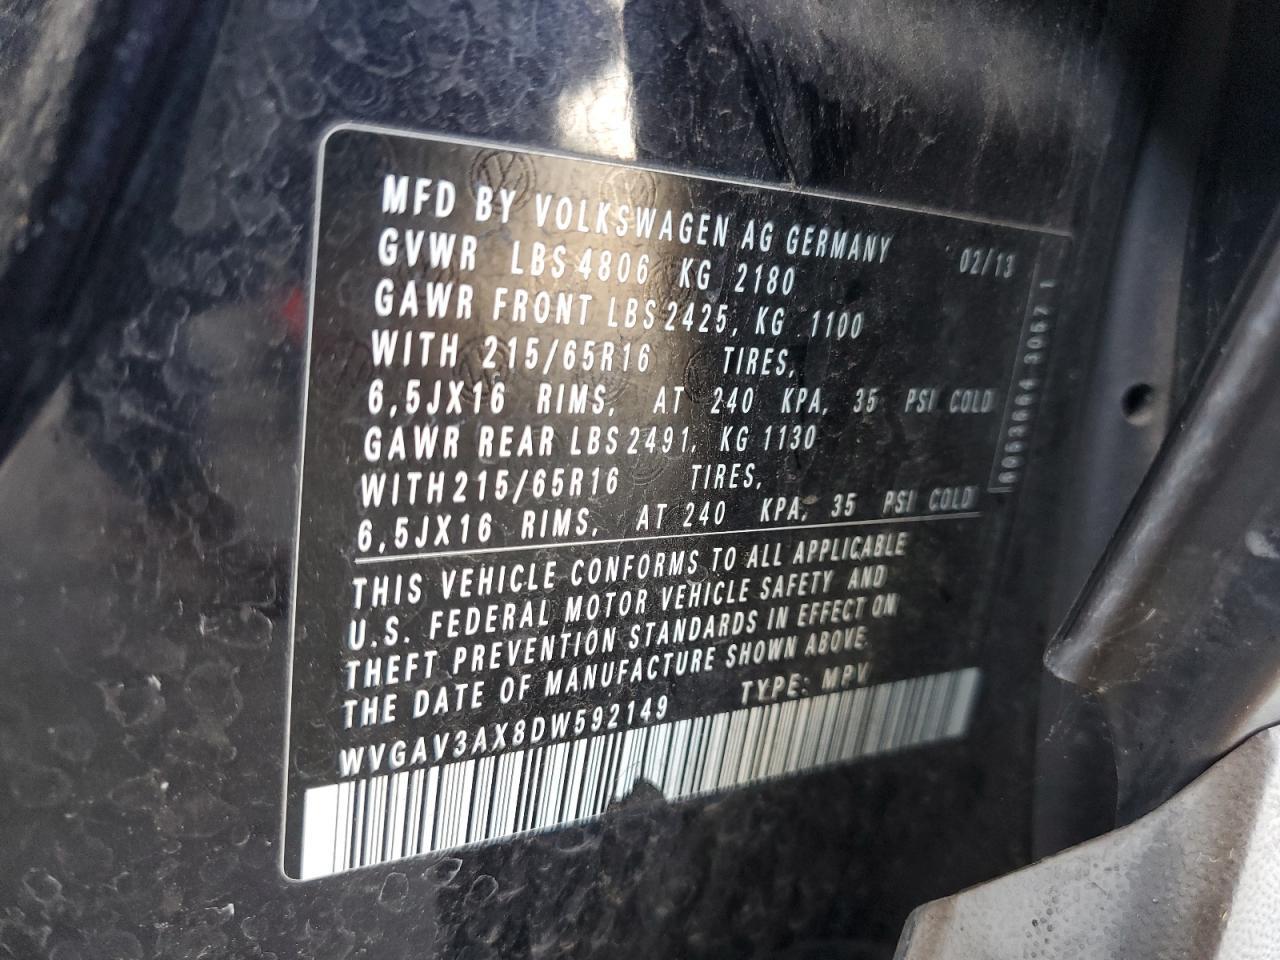 MFD BY VOLKSWAGEN AG GERMANY 02/13
GVWR LBS 4806 KG 2180
GAWR FRONT LBS 2425, KG 1100
WITH 215/65R16 TIRES,
6,5JX16 RIMS, AT 240 KPA, 35 PSI COLD
GAWR REAR LBS 2491, KG 1130
WITH 215/65R16 TIRES,
6,5JX16 RIMS, AT 240 KPA, 35 PSI COLD
THIS VEHICLE CONFORMS TO ALL APPLICABLE
U.S. FEDERAL MOTOR VEHICLE SAFETY AND
THEFT PREVENTION STANDARDS IN EFFECT ON
THE DATE OF MANUFACTURE SHOWN ABOVE.
WVGAV3AX8DW592149 TYPE: MPV